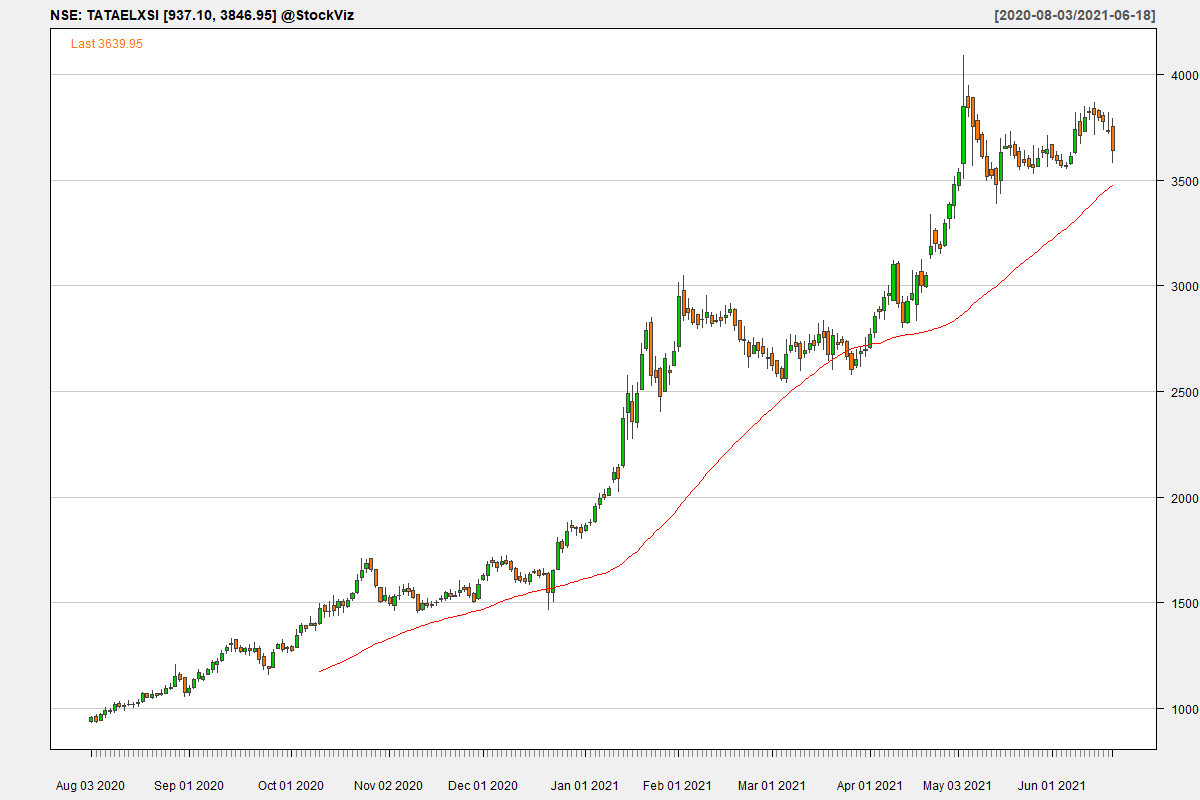 NSE: TATAELXSI [937.10, 3846.95] @StockViz
[2020-08-03/2021-06-18]
Last 3639.95
4000
3500
3000
2500
2000
1500
1000
Aug 03 2020 Sep 01 2020 Oct 01 2020 Nov 02 2020 Dec 01 2020 Jan 01 2021 Feb 01 2021 Mar 01 2021 Apr 01 2021 May 03 2021 Jun 01 2021